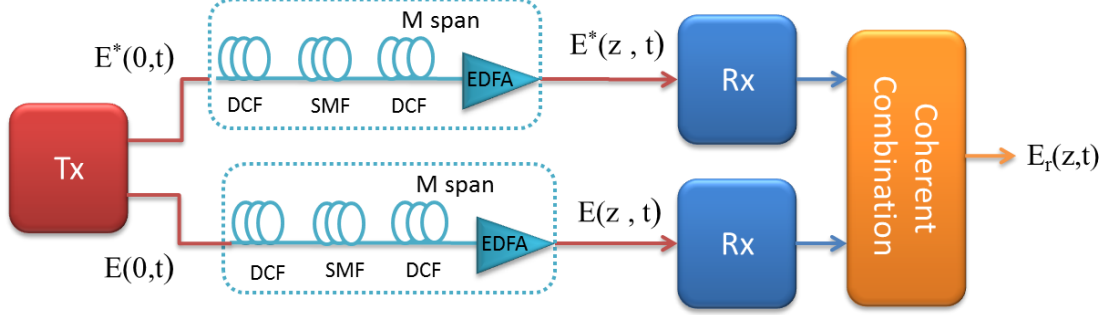 M span
E*(0,t)
E*(z , t)
EDFA
DCF
SMF
DCF
Rx
Tx
Coherent
Combination
Er(z,t)
M span
E(z , t)
EDFA
E(0,t)
DCF
SMF
DCF
Rx